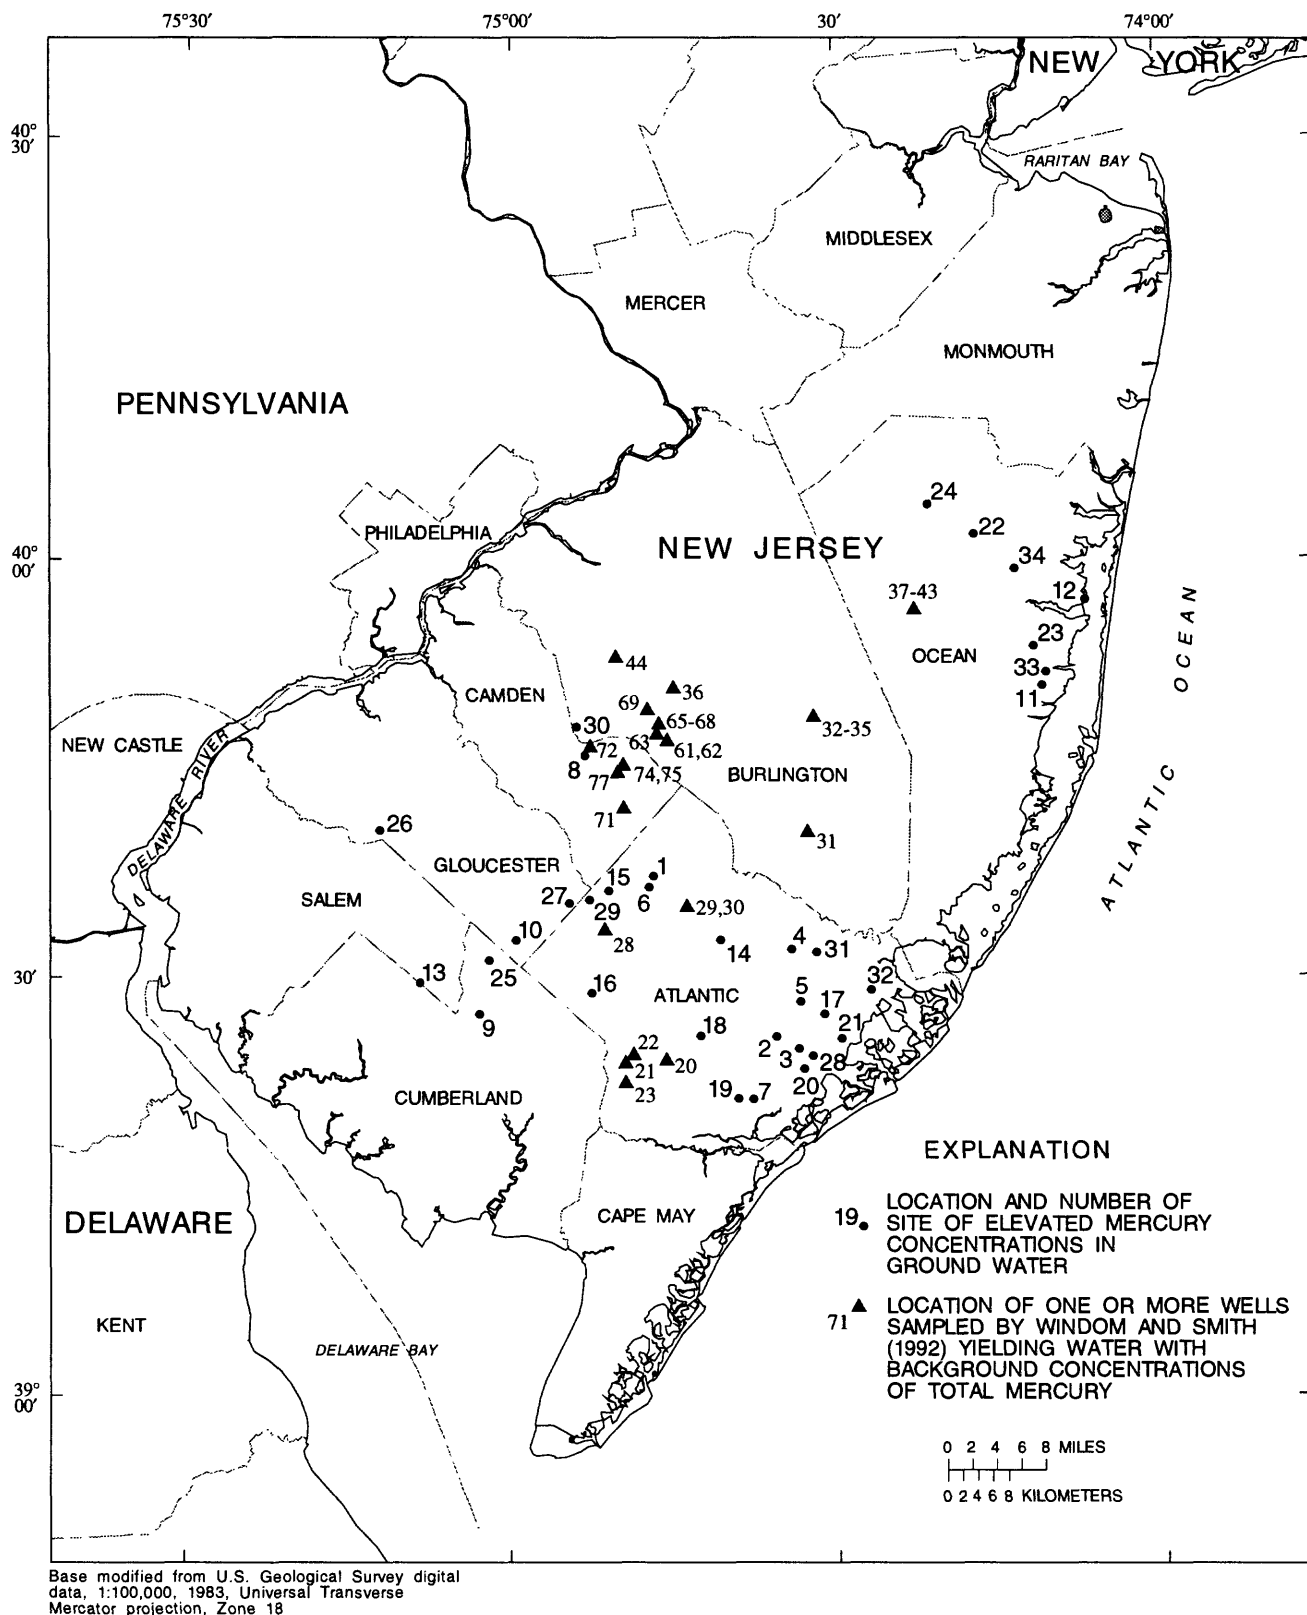 75°30'
75°00'
30'
74°00'
NEW YORK
40°
30'
RARITAN BAY
MIDDLESEX
MERCER
MONMOUTH
PENNSYLVANIA
24
PHILADELPHIA
22
NEW JERSEY
40°
00'
34
37-43
12
OCEAN
23
OCEAN
44
33
CAMDEN
36
11
69
65-68
32-35
30
NEW CASTLE
72
63
61,62
8
77
74,75
BURLINGTON
ATLANTIC
DELAWARE RIVER
71
26
31
GLOUCESTER
1
15
SALEM
27
29
6
29,30
10
28
14
4
31
30'
13
25
32
16
ATLANTIC
5
17
9
18
21
2
22
3
28
21
20
20
23
19
7
CUMBERLAND
EXPLANATION
DELAWARE
CAPE MAY
19
LOCATION AND NUMBER OF
SITE OF ELEVATED MERCURY
CONCENTRATIONS IN
GROUND WATER
71
LOCATION OF ONE OR MORE WELLS
SAMPLED BY WINDOM AND SMITH
(1992) YIELDING WATER WITH
BACKGROUND CONCENTRATIONS
OF TOTAL MERCURY
KENT
DELAWARE BAY
39°
00'
0 2 4 6 8 MILES
0 2 4 6 8 KILOMETERS
Base modified from U.S. Geological Survey digital
data, 1:100,000, 1983, Universal Transverse
Mercator projection, Zone 18